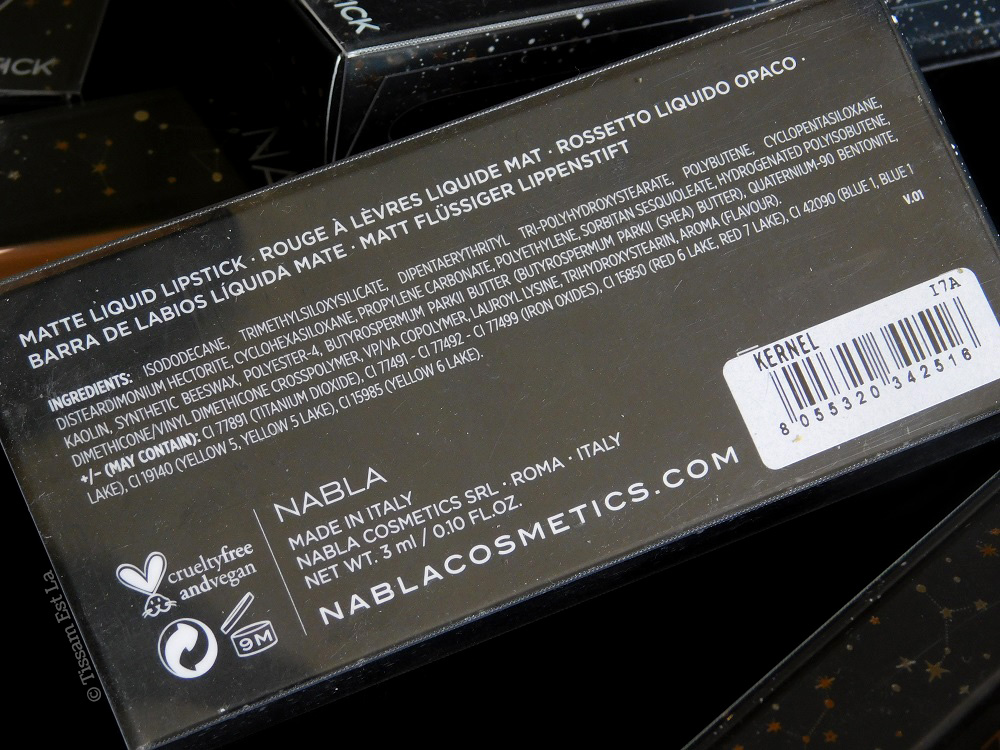 ICK
ICK
NA
MATTE LIQUID LIPSTICK · ROUGE À LÈVRES LIQUIDE MAT · ROSSETTO LIQUIDO OPACO ·
BARRA DE LABIOS LÍQUIDA MATE · MATT FLÜSSIGER LIPPENSTIFT
INGREDIENTS: ISODODECANE, TRIMETHYLSILOXYSILICATE, DIPENTAERYTHRITYL TRI-POLYHYDROXYSTEARATE, POLYBUTENE, CYCLOPENTASILOXANE,
DISTEARDIMONIUM HECTORITE, CYCLOHEXASILOXANE, PROPYLENE CARBONATE, POLYETHYLENE, SORBITAN SESQUIOLEATE, HYDROGENATED POLYISOBUTENE,
KAOLIN, SYNTHETIC BEESWAX, POLYESTER-4, BUTYROSPERMUM PARKII BUTTER (BUTYROSPERMUM PARKII (SHEA) BUTTER), QUATERNIUM-90 BENTONITE,
DIMETHICONE/VINYL DIMETHICONE CROSSPOLYMER, VP/VA COPOLYMER, LAUROYL LYSINE, TRIHYDROXYSTEARIN, AROMA (FLAVOUR).
+/- (MAY CONTAIN): CI 77891 (TITANIUM DIOXIDE), CI 77491 - CI 77492 - CI 77499 (IRON OXIDES), CI 15850 (RED 6 LAKE, RED 7 LAKE), CI 42090 (BLUE 1, BLUE 1
LAKE), CI 19140 (YELLOW 5, YELLOW 5 LAKE), CI 15985 (YELLOW 6 LAKE).
V.01
KERNEL I7A
8 055320 342516
NABLA
MADE IN ITALY
NABLA COSMETICS SRL · ROMA · ITALY
NET WT. 3 ml / 0.10 FL.OZ.
NABLACOSMETICS.COM
crueltyfree
andvegan
9M
© Tissam Est La